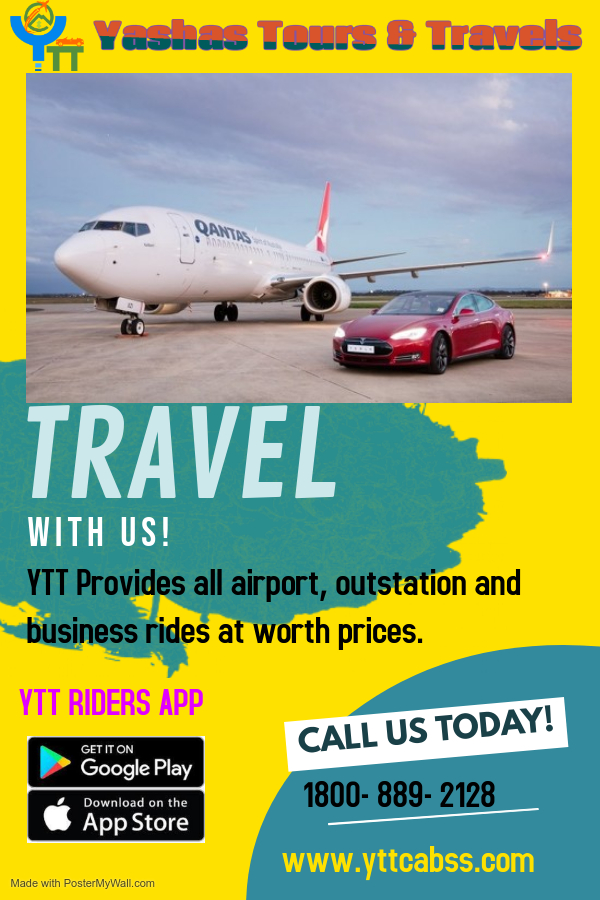 YTT
Yashas Tours & Travels
QANTAS
TRAVEL
WITH US!
YTT Provides all airport, outstation and
business rides at worth prices.
YTT RIDERS APP
GET IT ON
Google Play
Download on the
App Store
CALL US TODAY!
1800- 889- 2128
www.yttcabss.com
Made with PosterMyWall.com